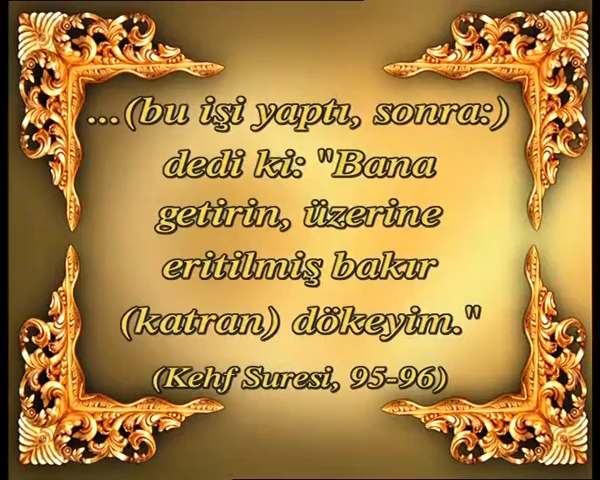 ...(bu işi yaptı, sonra:)
dedi ki: "Bana
getirin, üzerine
eritilmiş bakır
(katran) dökeyim."
(Kehf Suresi, 95-96)